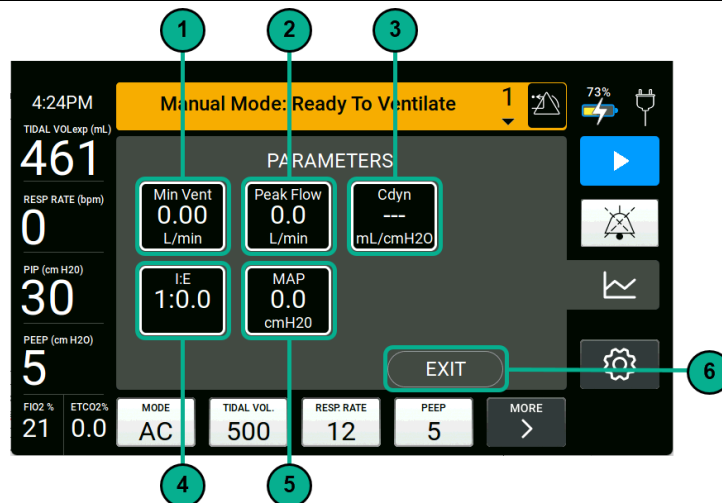 1
2
3
4:24PM
Manual Mode: Ready To Ventilate
1
73%
TIDAL VOLexp (mL)
461
PARAMETERS
RESP RATE (bpm)
0
Min Vent
0.00
L/min
Peak Flow
0.0
L/min
Cdyn
---
mL/cmH2O
PIP (cm H20)
30
I:E
1:0.0
MAP
0.0
cmH20
PEEP (cm H2O)
5
EXIT
6
FIO2 %
21
ETCO2%
0.0
MODE
AC
TIDAL VOL.
500
RESP. RATE
12
PEEP
5
MORE
4
5